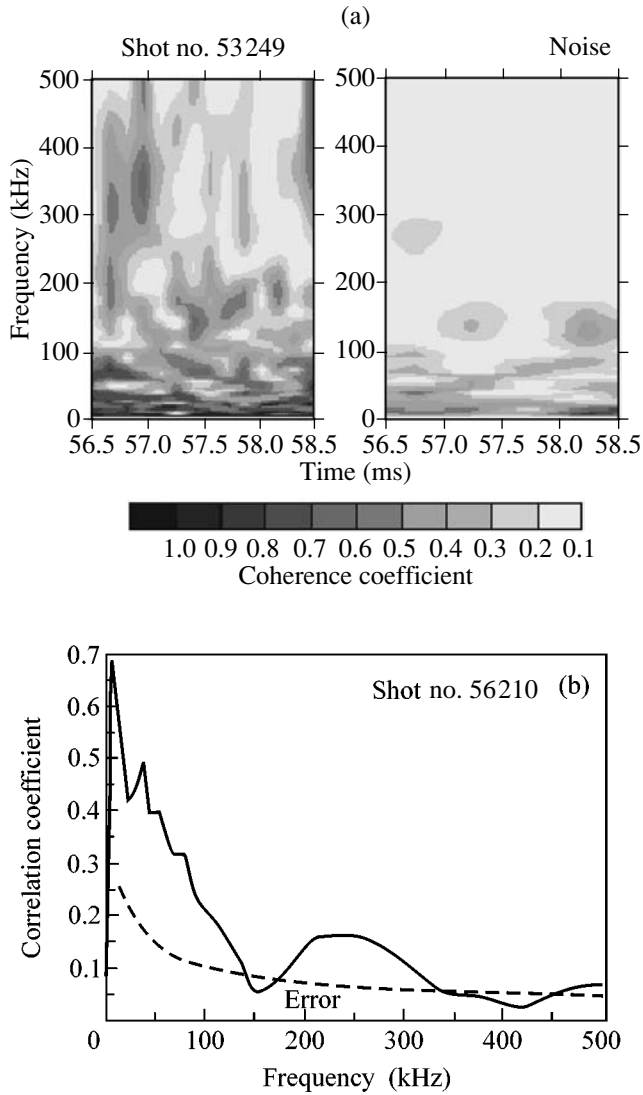 (a)
Shot no. 53249
Noise
Frequency (kHz)
500
400
300
200
100
0
56.5 57.0 57.5 58.0 58.5
500
400
300
200
100
0
56.5 57.0 57.5 58.0 58.5
Time (ms)
1.0 0.9 0.8 0.7 0.6 0.5 0.4 0.3 0.2 0.1
Coherence coefficient
Correlation coefficient
0.7
0.6
0.5
0.4
0.3
0.2
0.1
Shot no. 56210 (b)
Error
0 100 200 300 400 500
Frequency (kHz)